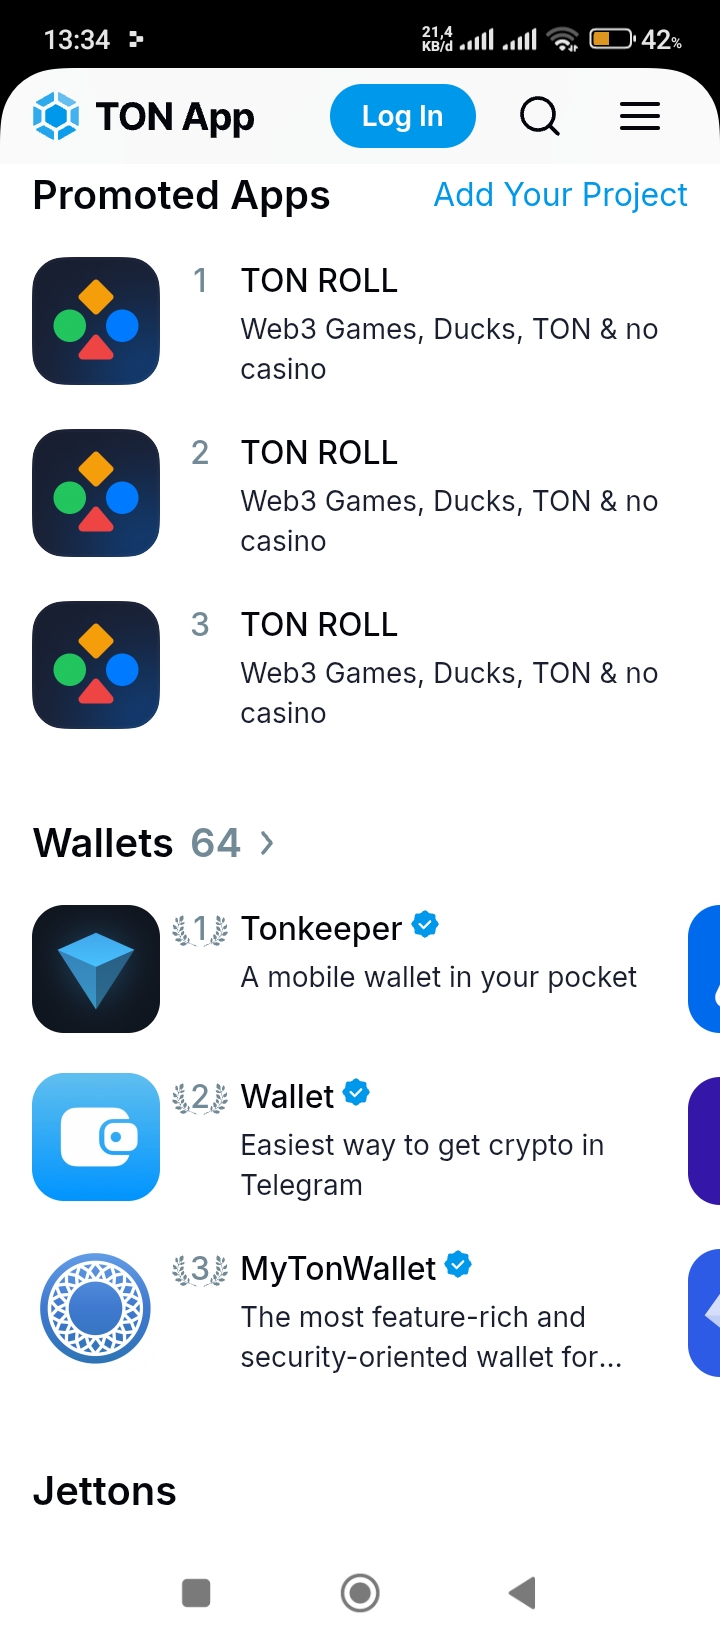 13:34
21,4
KB/d
42%
TON App
Log In
Promoted Apps
Add Your Project
1
TON ROLL
Web3 Games, Ducks, TON & no
casino
2
TON ROLL
Web3 Games, Ducks, TON & no
casino
3
TON ROLL
Web3 Games, Ducks, TON & no
casino
Wallets 64
1
Tonkeeper
A mobile wallet in your pocket
2
Wallet
Easiest way to get crypto in
Telegram
3
MyTonWallet
The most feature-rich and
security-oriented wallet for...
Jettons